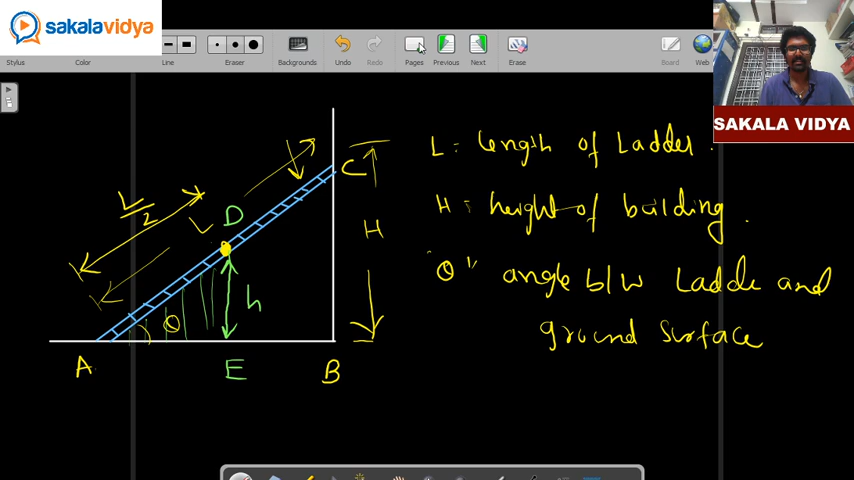 sakalavidya
Stylus
Color
Line
Eraser
Backgrounds
Undo
Redo
Pages
Previous
Next
Erase
Board
Web
SAKALA VIDYA
L = length of Ladder.
H = height of building.
θ" angle b/w Ladde and
ground surface
C
H
L/2
L
D
h
θ
A
E
B